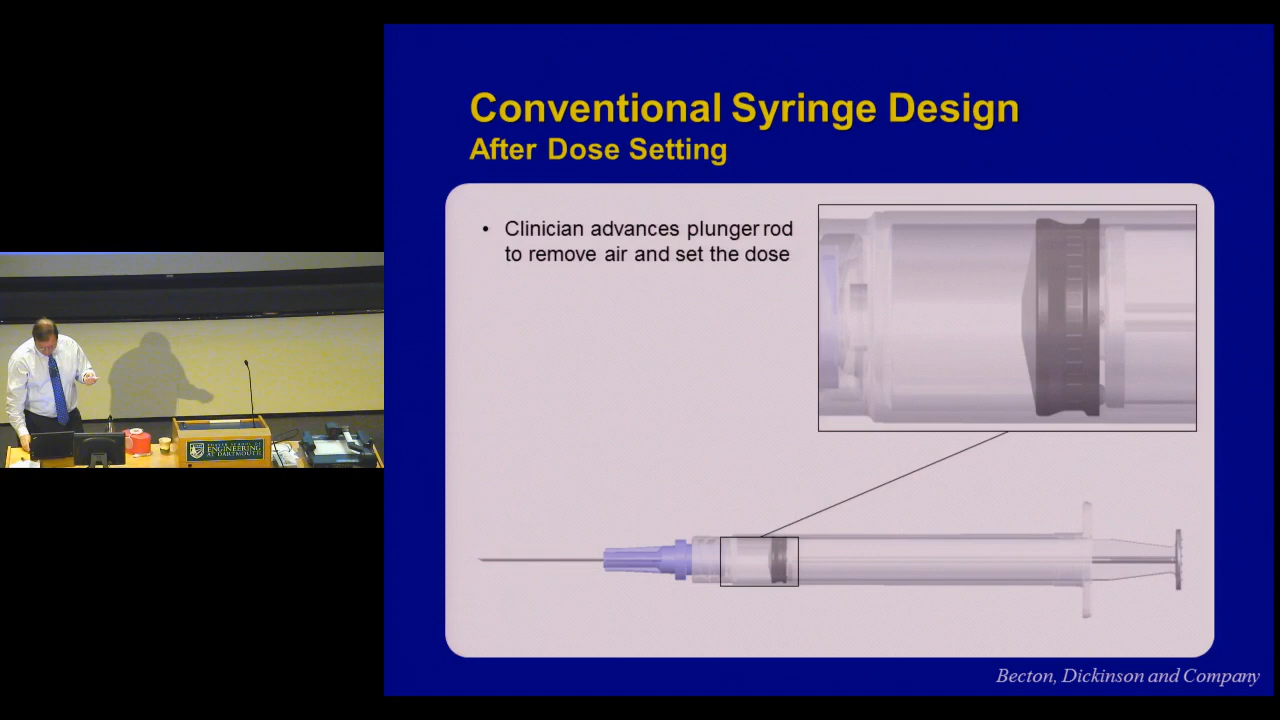 Conventional Syringe Design
After Dose Setting
• Clinician advances plunger rod
to remove air and set the dose
Becton, Dickinson and Company
ENGINEERING
AT DARTMOUTH